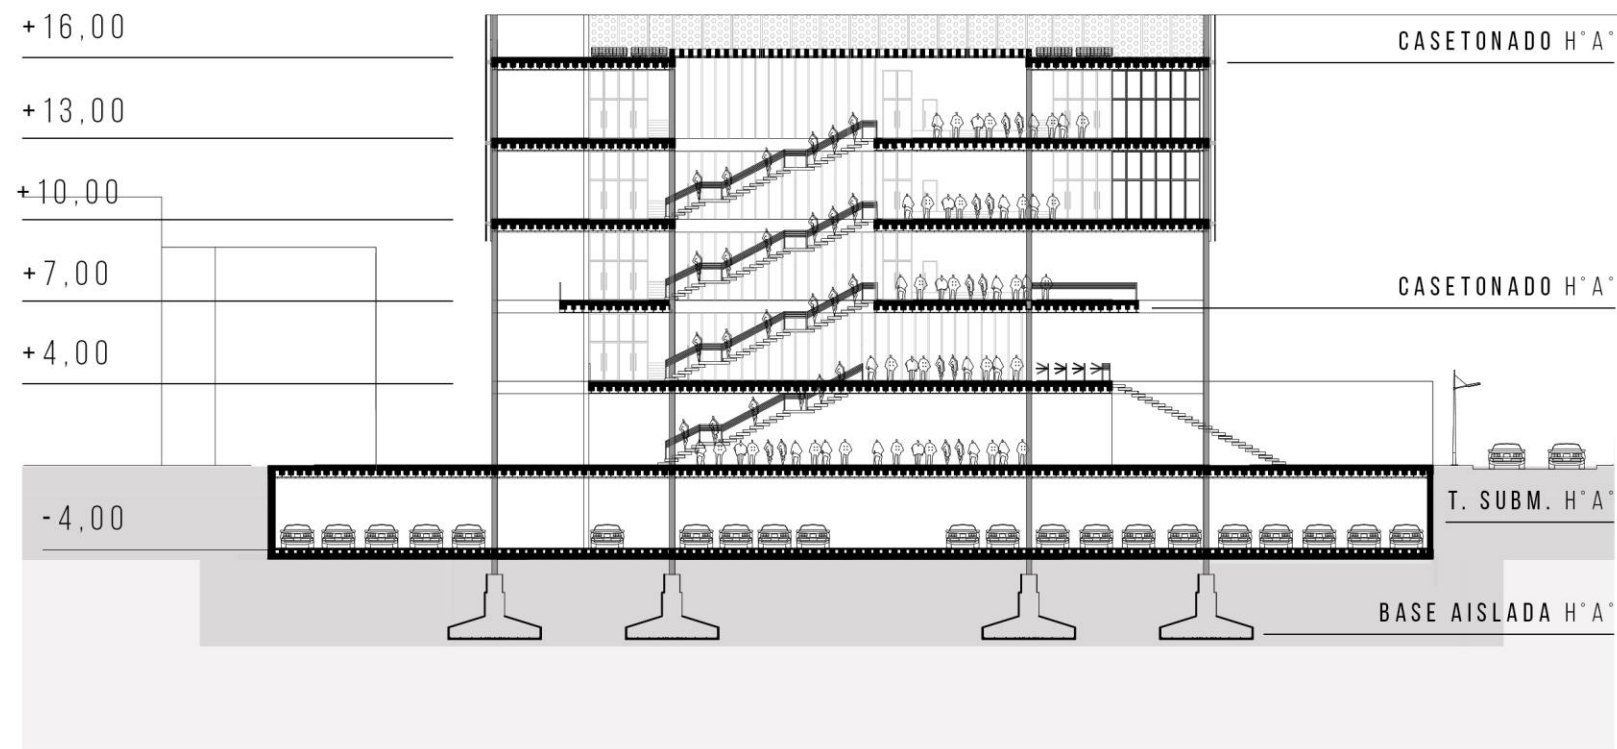 +16,00
CASETONADO H°A°
+13,00
+10,00
+7,00
CASETONADO H°A°
+4,00
-4,00
T. SUBM. H°A°
BASE AISLADA H°A°